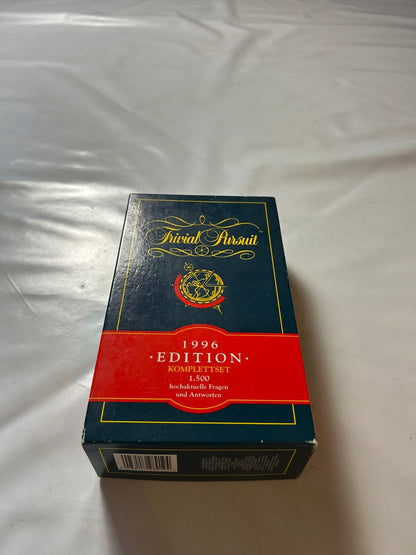 Trivial Pursuit
1996
·EDITION·
KOMPLETTSET
1.500
hochaktuelle Fragen
und Antworten